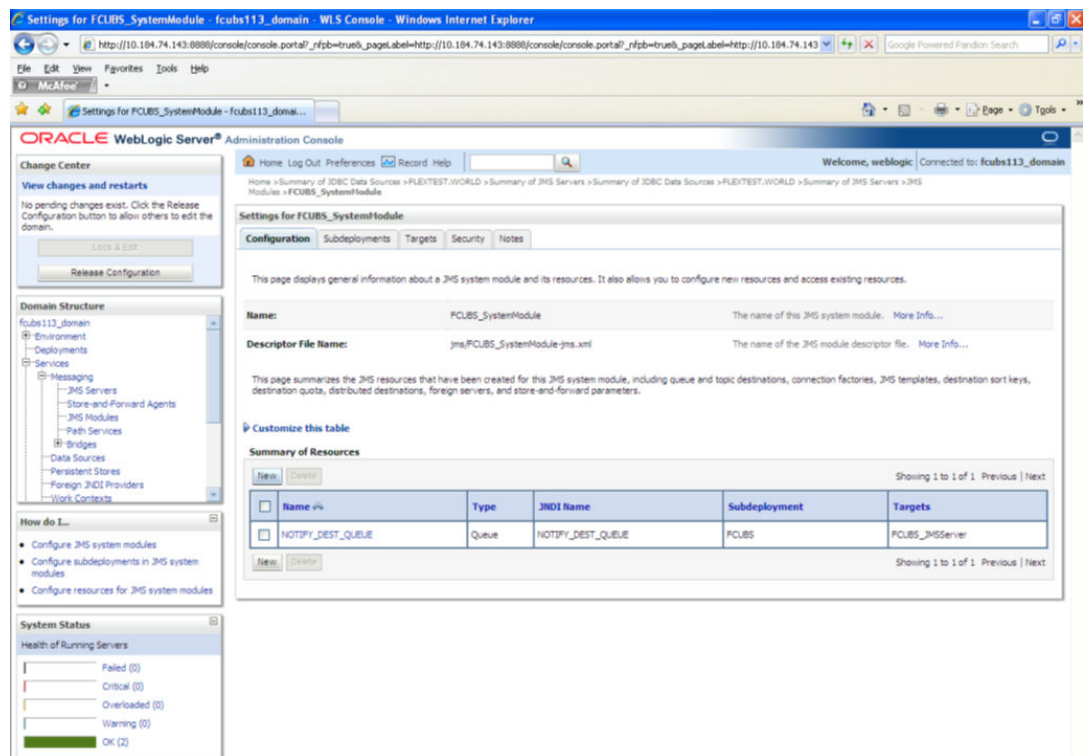 Settings for FCUBS_SystemModule - fcubs113_domain - WLS Console - Windows Internet Explorer
http://10.184.74.143:8888/console/console.portal?_nfpb=true&_pageLabel=http://10.184.74.143:8888/console/console.portal?_nfpb=true&_pageLabel=http://10.184.74.143
Google Powered Pandion Search
File Edit View Favorites Tools Help
McAfee
Settings for FCUBS_SystemModule - fcubs113_domai...
Page Tools
ORACLE WebLogic Server® Administration Console
Change Center
View changes and restarts
No pending changes exist. Click the Release
Configuration button to allow others to edit the
domain.
Lock & Edit
Release Configuration
Domain Structure
fcubs113_domain
Environment
Deployments
Services
Messaging
JMS Servers
Store-and-Forward Agents
JMS Modules
Path Services
Bridges
Data Sources
Persistent Stores
Foreign JNDI Providers
Work Contexts
How do I...
Configure JMS system modules
Configure subdeployments in JMS system
modules
Configure resources for JMS system modules
System Status
Health of Running Servers
Failed (0)
Critical (0)
Overloaded (0)
Warning (0)
OK (2)
Home Log Out Preferences Record Help
Welcome, weblogic Connected to: fcubs113_domain
Home >Summary of JDBC Data Sources >FLEXTEST.WORLD >Summary of JMS Servers >Summary of JDBC Data Sources >FLEXTEST.WORLD >Summary of JMS Servers >JMS
Modules >FCUBS_SystemModule
Settings for FCUBS_SystemModule
Configuration Subdeployments Targets Security Notes
This page displays general information about a JMS system module and its resources. It also allows you to configure new resources and access existing resources.
Name: FCUBS_SystemModule The name of this JMS system module. More Info...
Descriptor File Name: jms/FCUBS_SystemModule-jms.xml The name of the JMS module descriptor file. More Info...
This page summarizes the JMS resources that have been created for this JMS system module, including queue and topic destinations, connection factories, JMS templates, destination sort keys,
destination quota, distributed destinations, foreign servers, and store-and-forward parameters.
Customize this table
Summary of Resources
New Delete Showing 1 to 1 of 1 Previous | Next
Name Type JNDI Name Subdeployment Targets
NOTIFY_DEST_QUEUE Queue NOTIFY_DEST_QUEUE FCUBS FCUBS_JMSServer
New Delete Showing 1 to 1 of 1 Previous | Next